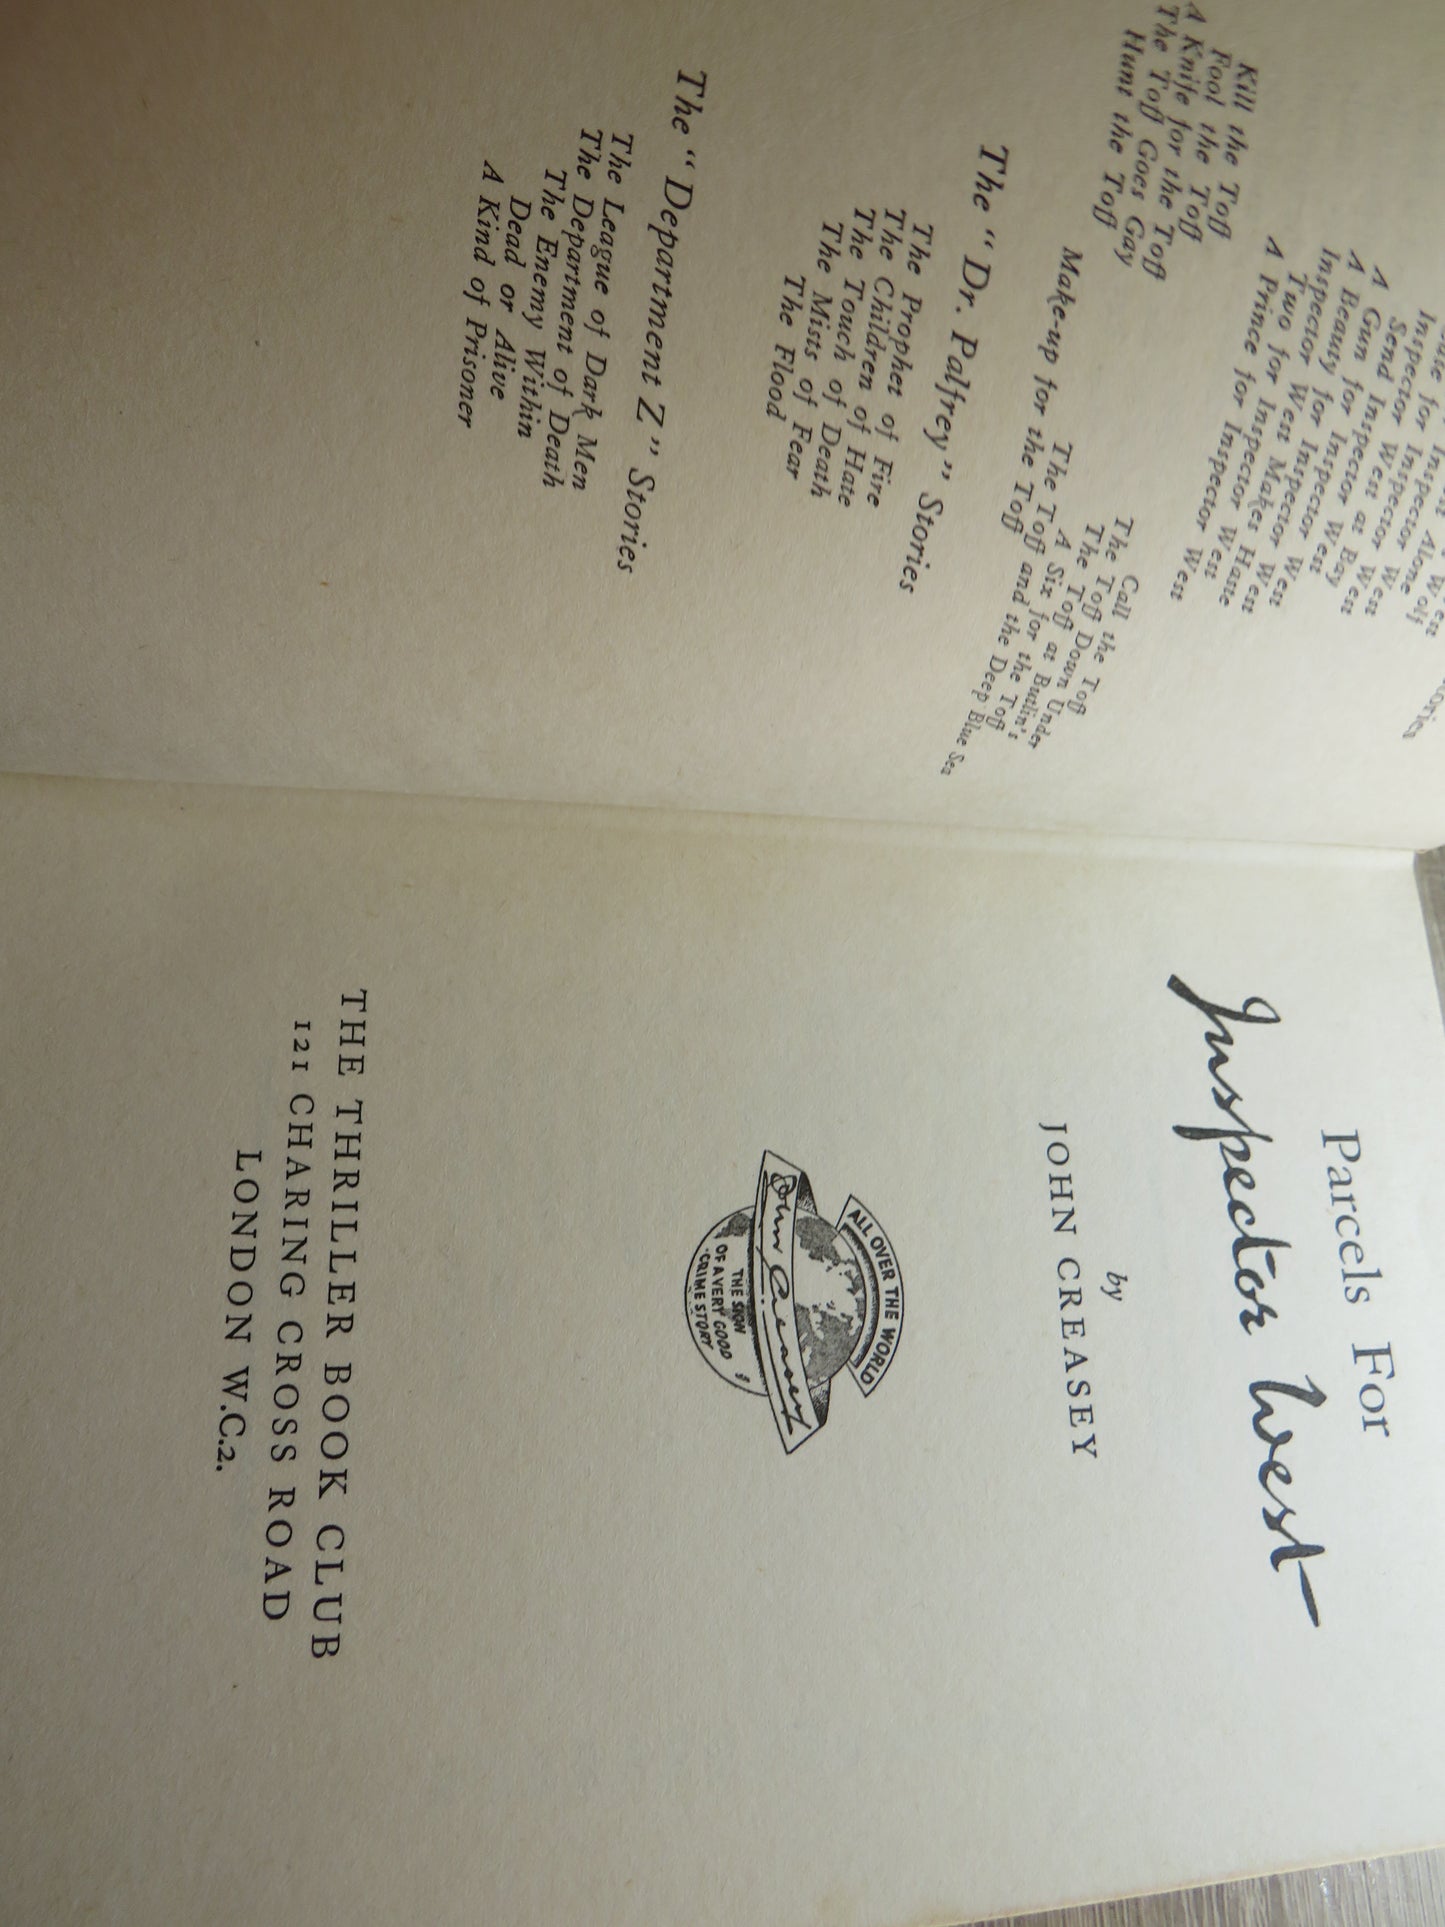 Inspector West Alone
for Inspector Wolf
Send Inspector West
A Gun for Inspector West
A Beauty for Inspector West
Inspector West at Bay
Two for Inspector West
Inspector West Makes Haste
A Prince for Inspector West
Kill the Toff
Fool the Toff
A Knife for the Toff
The Toff Goes Gay
Hunt the Toff
Call the Toff
The Toff Down Under
The Toff at Butlin's
A Six for the Toff
The Toff and the Deep Blue Sea
Make-up for the Toff
The "Dr. Palfrey" Stories
The Prophet of Fire
The Children of Hate
The Touch of Death
The Mists of Fear
The Flood
The "Department Z" Stories
The League of Dark Men
The Department of Death
The Enemy Within
Dead or Alive
A Kind of Prisoner
Parcels For
Inspector West
by
JOHN CREASEY
ALL OVER THE WORLD
John Creasey
THE SIGN
OF A VERY GOOD
CRIME STORY
THE THRILLER BOOK CLUB
121 CHARING CROSS ROAD
LONDON W.C.2.